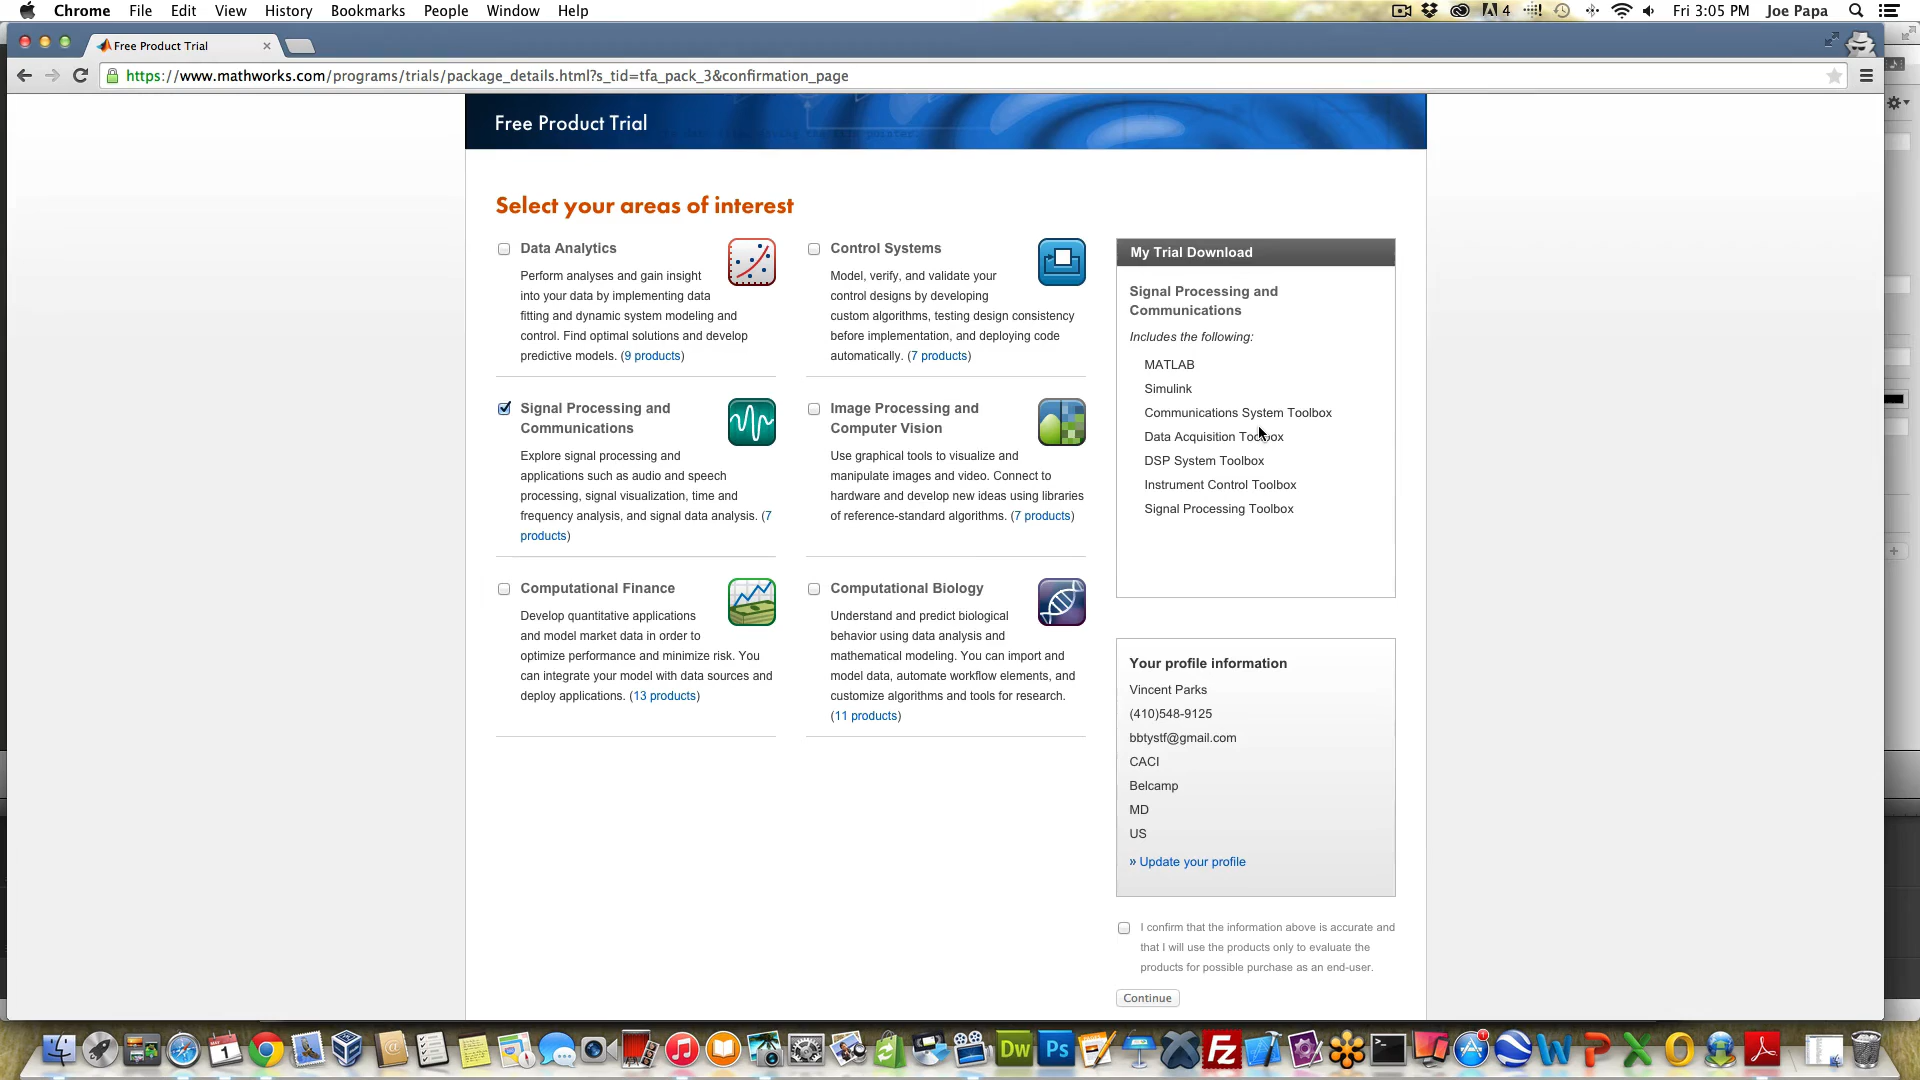 Chrome File Edit View History Bookmarks People Window Help 4 Fri 3:05 PM Joe Papa
Free Product Trial
https://www.mathworks.com/programs/trials/package_details.html?s_tid=tfa_pack_3&confirmation_page
Free Product Trial
Select your areas of interest
Data Analytics
Perform analyses and gain insight
into your data by implementing data
fitting and dynamic system modeling and
control. Find optimal solutions and develop
predictive models. (9 products)
Control Systems
Model, verify, and validate your
control designs by developing
custom algorithms, testing design consistency
before implementation, and deploying code
automatically. (7 products)
Signal Processing and
Communications
Explore signal processing and
applications such as audio and speech
processing, signal visualization, time and
frequency analysis, and signal data analysis. (7
products)
Image Processing and
Computer Vision
Use graphical tools to visualize and
manipulate images and video. Connect to
hardware and develop new ideas using libraries
of reference-standard algorithms. (7 products)
Computational Finance
Develop quantitative applications
and model market data in order to
optimize performance and minimize risk. You
can integrate your model with data sources and
deploy applications. (13 products)
Computational Biology
Understand and predict biological
behavior using data analysis and
mathematical modeling. You can import and
model data, automate workflow elements, and
customize algorithms and tools for research.
(11 products)
My Trial Download
Signal Processing and
Communications
Includes the following:
MATLAB
Simulink
Communications System Toolbox
Data Acquisition Toolbox
DSP System Toolbox
Instrument Control Toolbox
Signal Processing Toolbox
Your profile information
Vincent Parks
(410)548-9125
bbtystf@gmail.com
CACI
Belcamp
MD
US
» Update your profile
I confirm that the information above is accurate and
that I will use the products only to evaluate the
products for possible purchase as an end-user.
Continue
1 Dw Ps Fz 1 W P X O